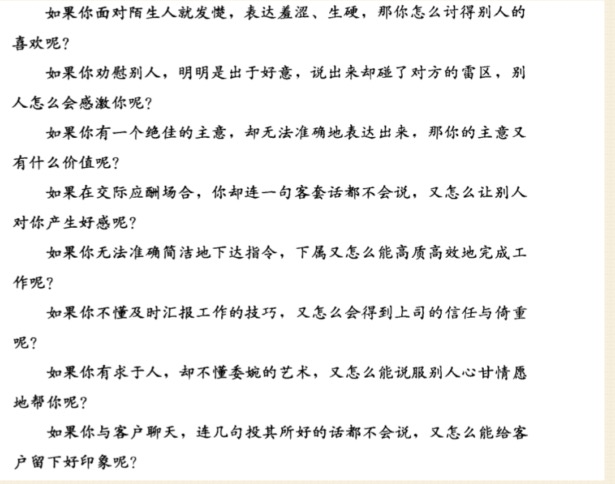 如果你面对陌生人就发憷，表达羞涩、生硬，那你怎么讨得别人的
喜欢呢？
如果你劝慰别人，明明是出于好意，说出来却碰了对方的雷区，别
人怎么会感激你呢？
如果你有一个绝佳的主意，却无法准确地表达出来．那你的主意又
有什么价值呢？
如果在交际应酬场合，你却连一句客套话都不会说，又怎么让别人
对你产生好感呢？
如果你无法准确简洁地下达指令，下属又怎么能高质高效地完成工
作呢？
如果你不懂及时汇报工作的技巧，又怎么会得到上司的信任与倚重
呢？
如果你有求于人，却不懂委婉的艺术，又怎么能说服别人心甘情愿
地帮你呢？
如果你与客户聊天，连几句投其所好的话都不会说，又怎么能给客
户留下好印象呢？